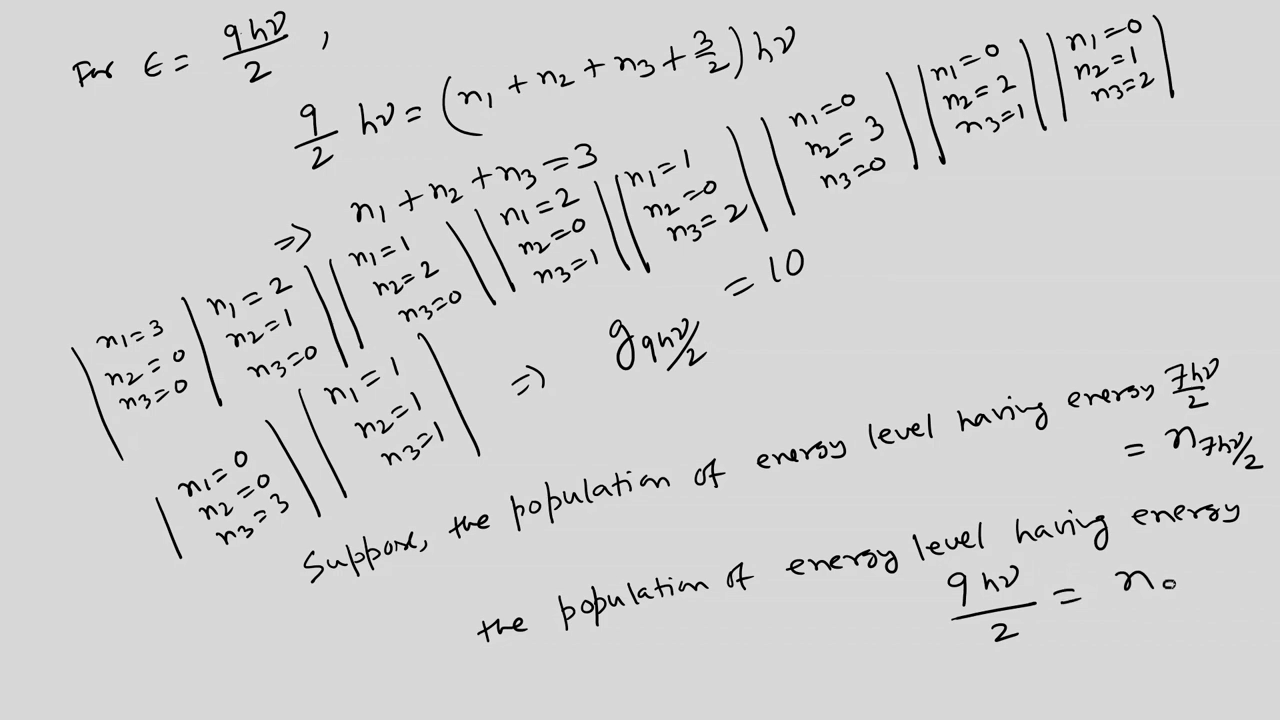 For ϵ = 9hν/2 ,
9/2 hν = (n1 + n2 + n3 + 3/2) hν
⇒ n1 + n2 + n3 = 3
| n1=3 | n1=2 || n1=1 || n1=2 || n1=1 || n1=0 || n1=0 || n1=0 |
| n2=0 | n2=1 || n2=2 || n2=0 || n2=0 || n2=3 || n2=2 || n2=1 |
| n3=0 | n3=0 || n3=0 || n3=1 || n3=2 || n3=0 || n3=1 || n3=2 |
| n1=0 || n1=1 |
| n2=0 || n2=1 |
| n3=3 || n3=1 |
⇒ g9hν/2 = 10
Suppose, the population of energy level having energy 7hν/2
= n7hν/2
the population of energy level having energy
9hν/2 = n.